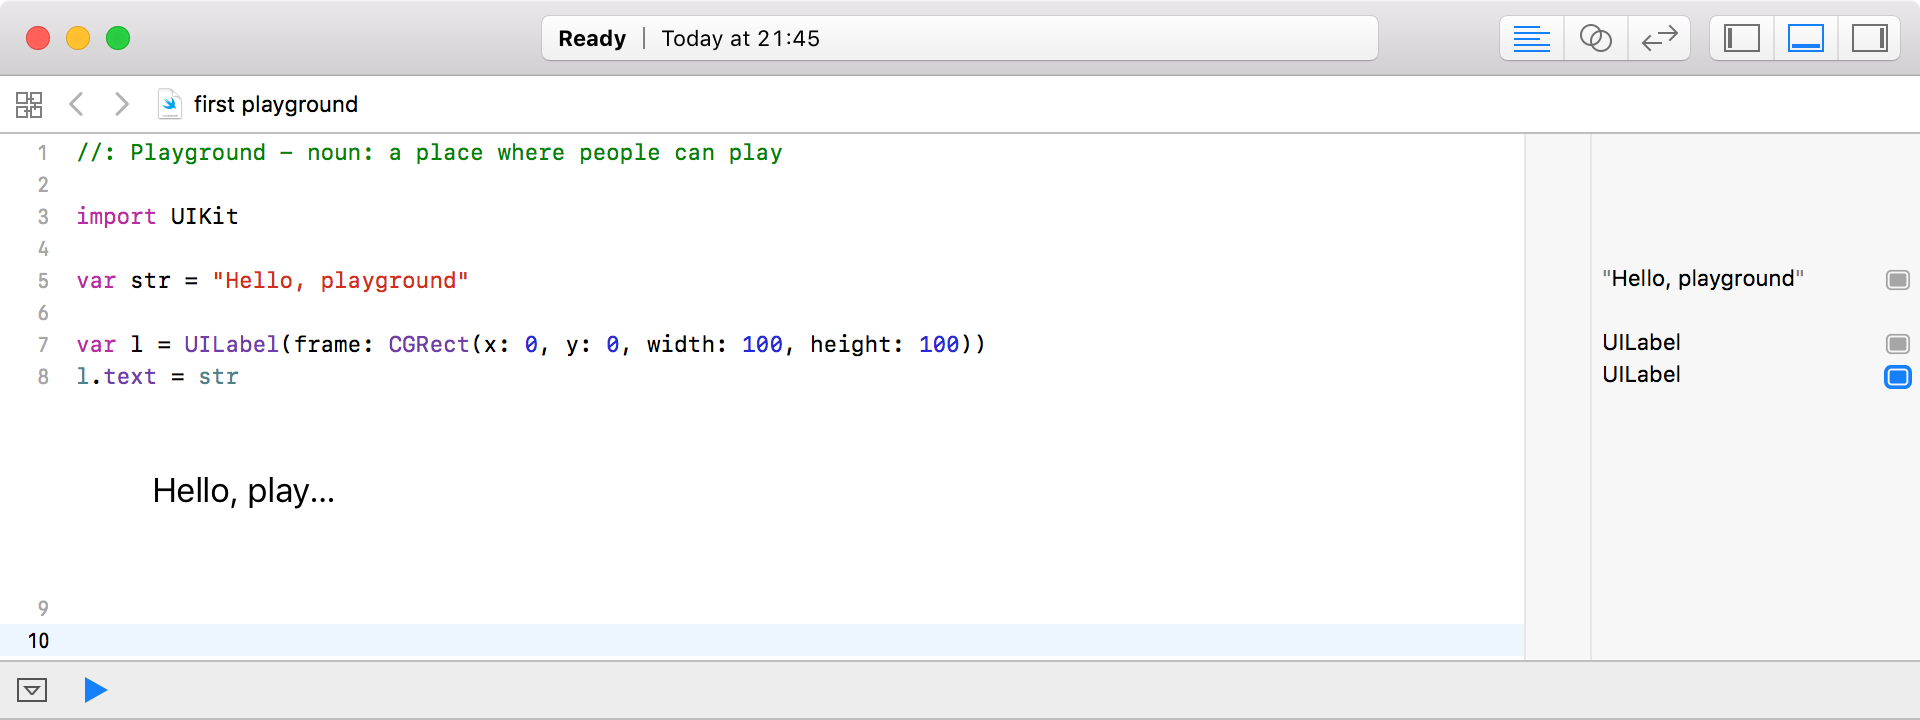 Ready | Today at 21:45
first playground
1 //: Playground – noun: a place where people can play
2
3 import UIKit
4
5 var str = "Hello, playground" "Hello, playground"
6
7 var l = UILabel(frame: CGRect(x: 0, y: 0, width: 100, height: 100)) UILabel
8 l.text = str UILabel
Hello, play...
9
10